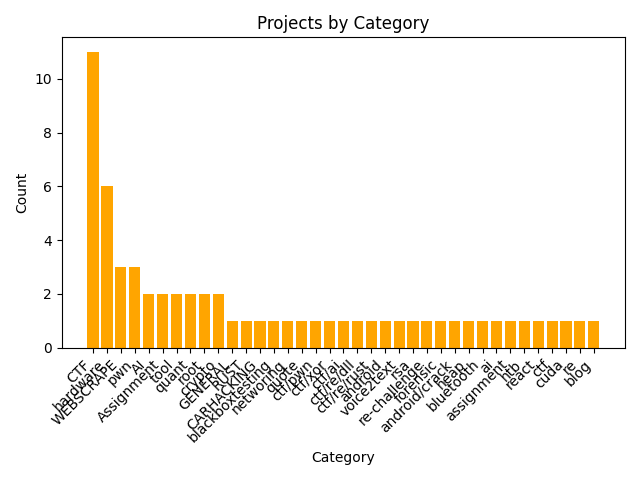 Projects by Category
Count
10
8
6
4
2
0
CTF
hardware
WEBSCRAPE
pwn
AI
Assignment
tool
quant
root
crypto
GENERAL
RUST
CARHACKING
blackboxtesting
networking
quote
ctf/pwn
ctf/xor
ctf/ai
ctf/re/dll
ctf/re/rust
android
voice2text
rsa
re-challenge
forensic
android/crack
heap
bluetooth
ai
assignment
htb
react
ctf
cuda
re
blog
Category